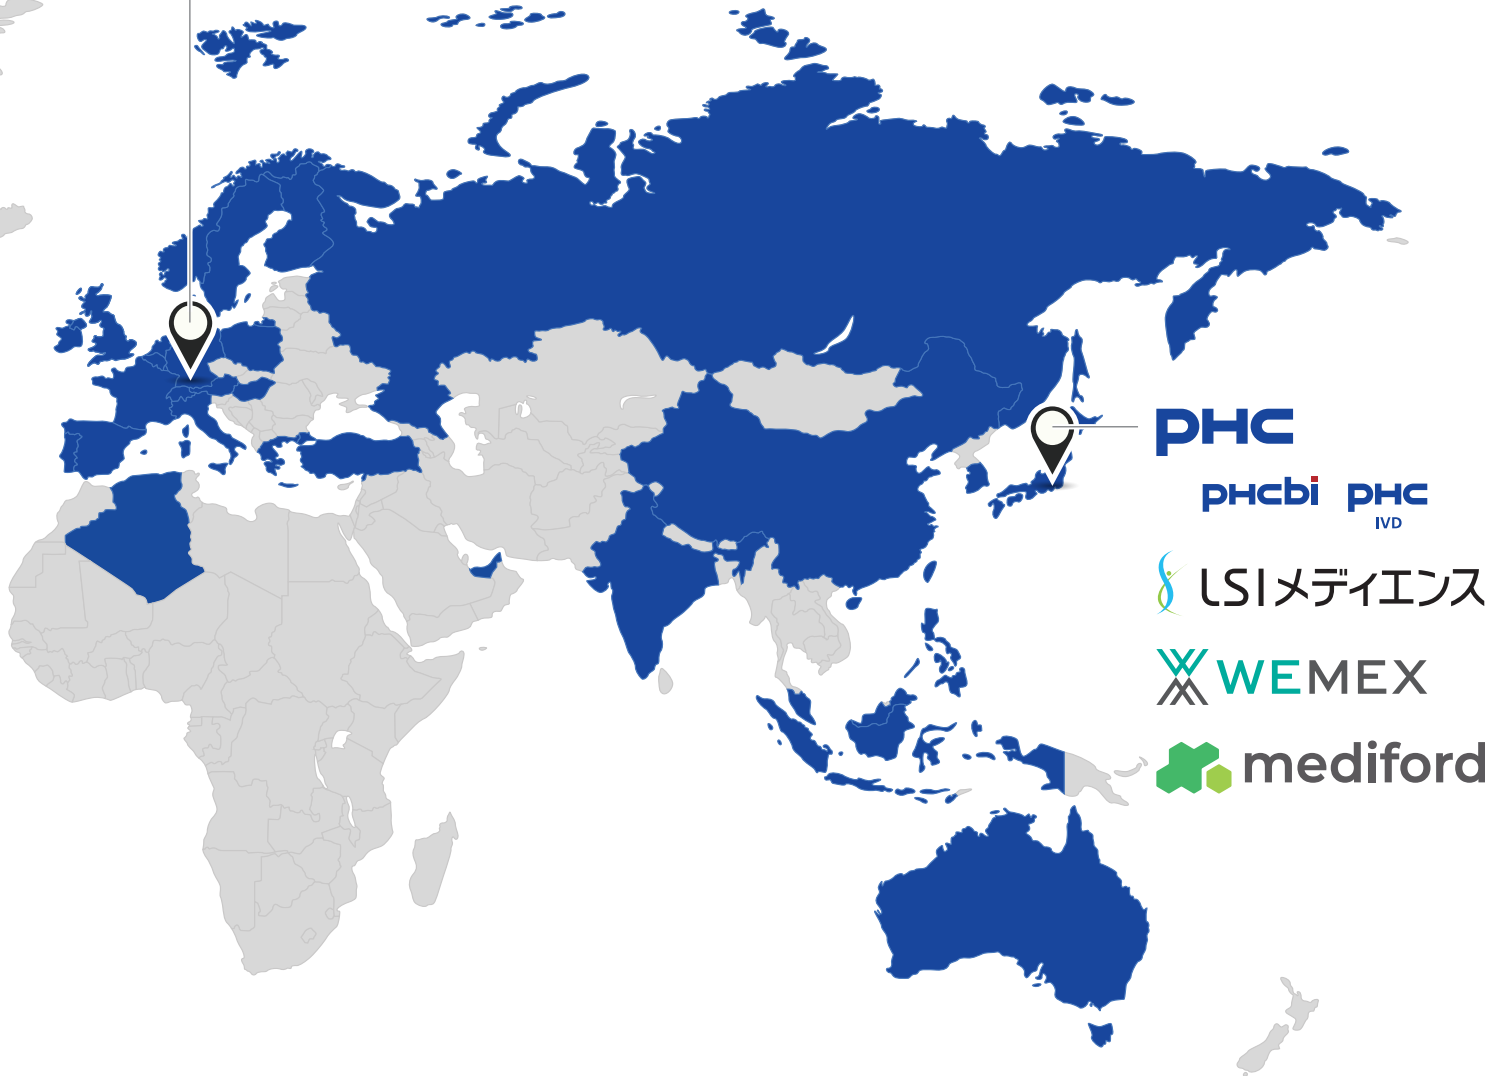 PHC
PHCbi PHC
IVD
LSIメディエンス
WEMEX
mediford